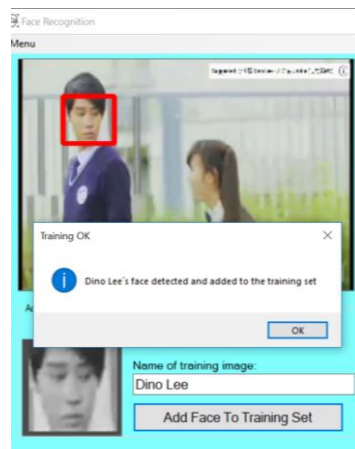 Face Recognition
Menu
Training OK
Dino Lee's face detected and added to the training set
OK
Name of training image:
Dino Lee
Add Face To Training Set